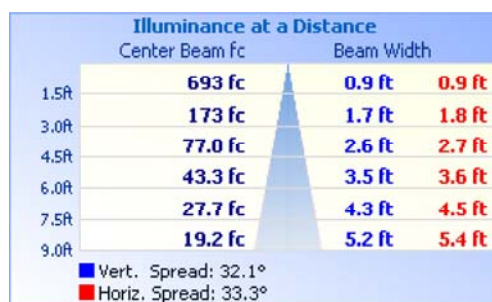 Illuminance at a Distance
Center Beam fc Beam Width
1.5ft 693 fc 0.9 ft 0.9 ft
3.0ft 173 fc 1.7 ft 1.8 ft
4.5ft 77.0 fc 2.6 ft 2.7 ft
6.0ft 43.3 fc 3.5 ft 3.6 ft
7.5ft 27.7 fc 4.3 ft 4.5 ft
9.0ft 19.2 fc 5.2 ft 5.4 ft
Vert. Spread: 32.1°
Horiz. Spread: 33.3°